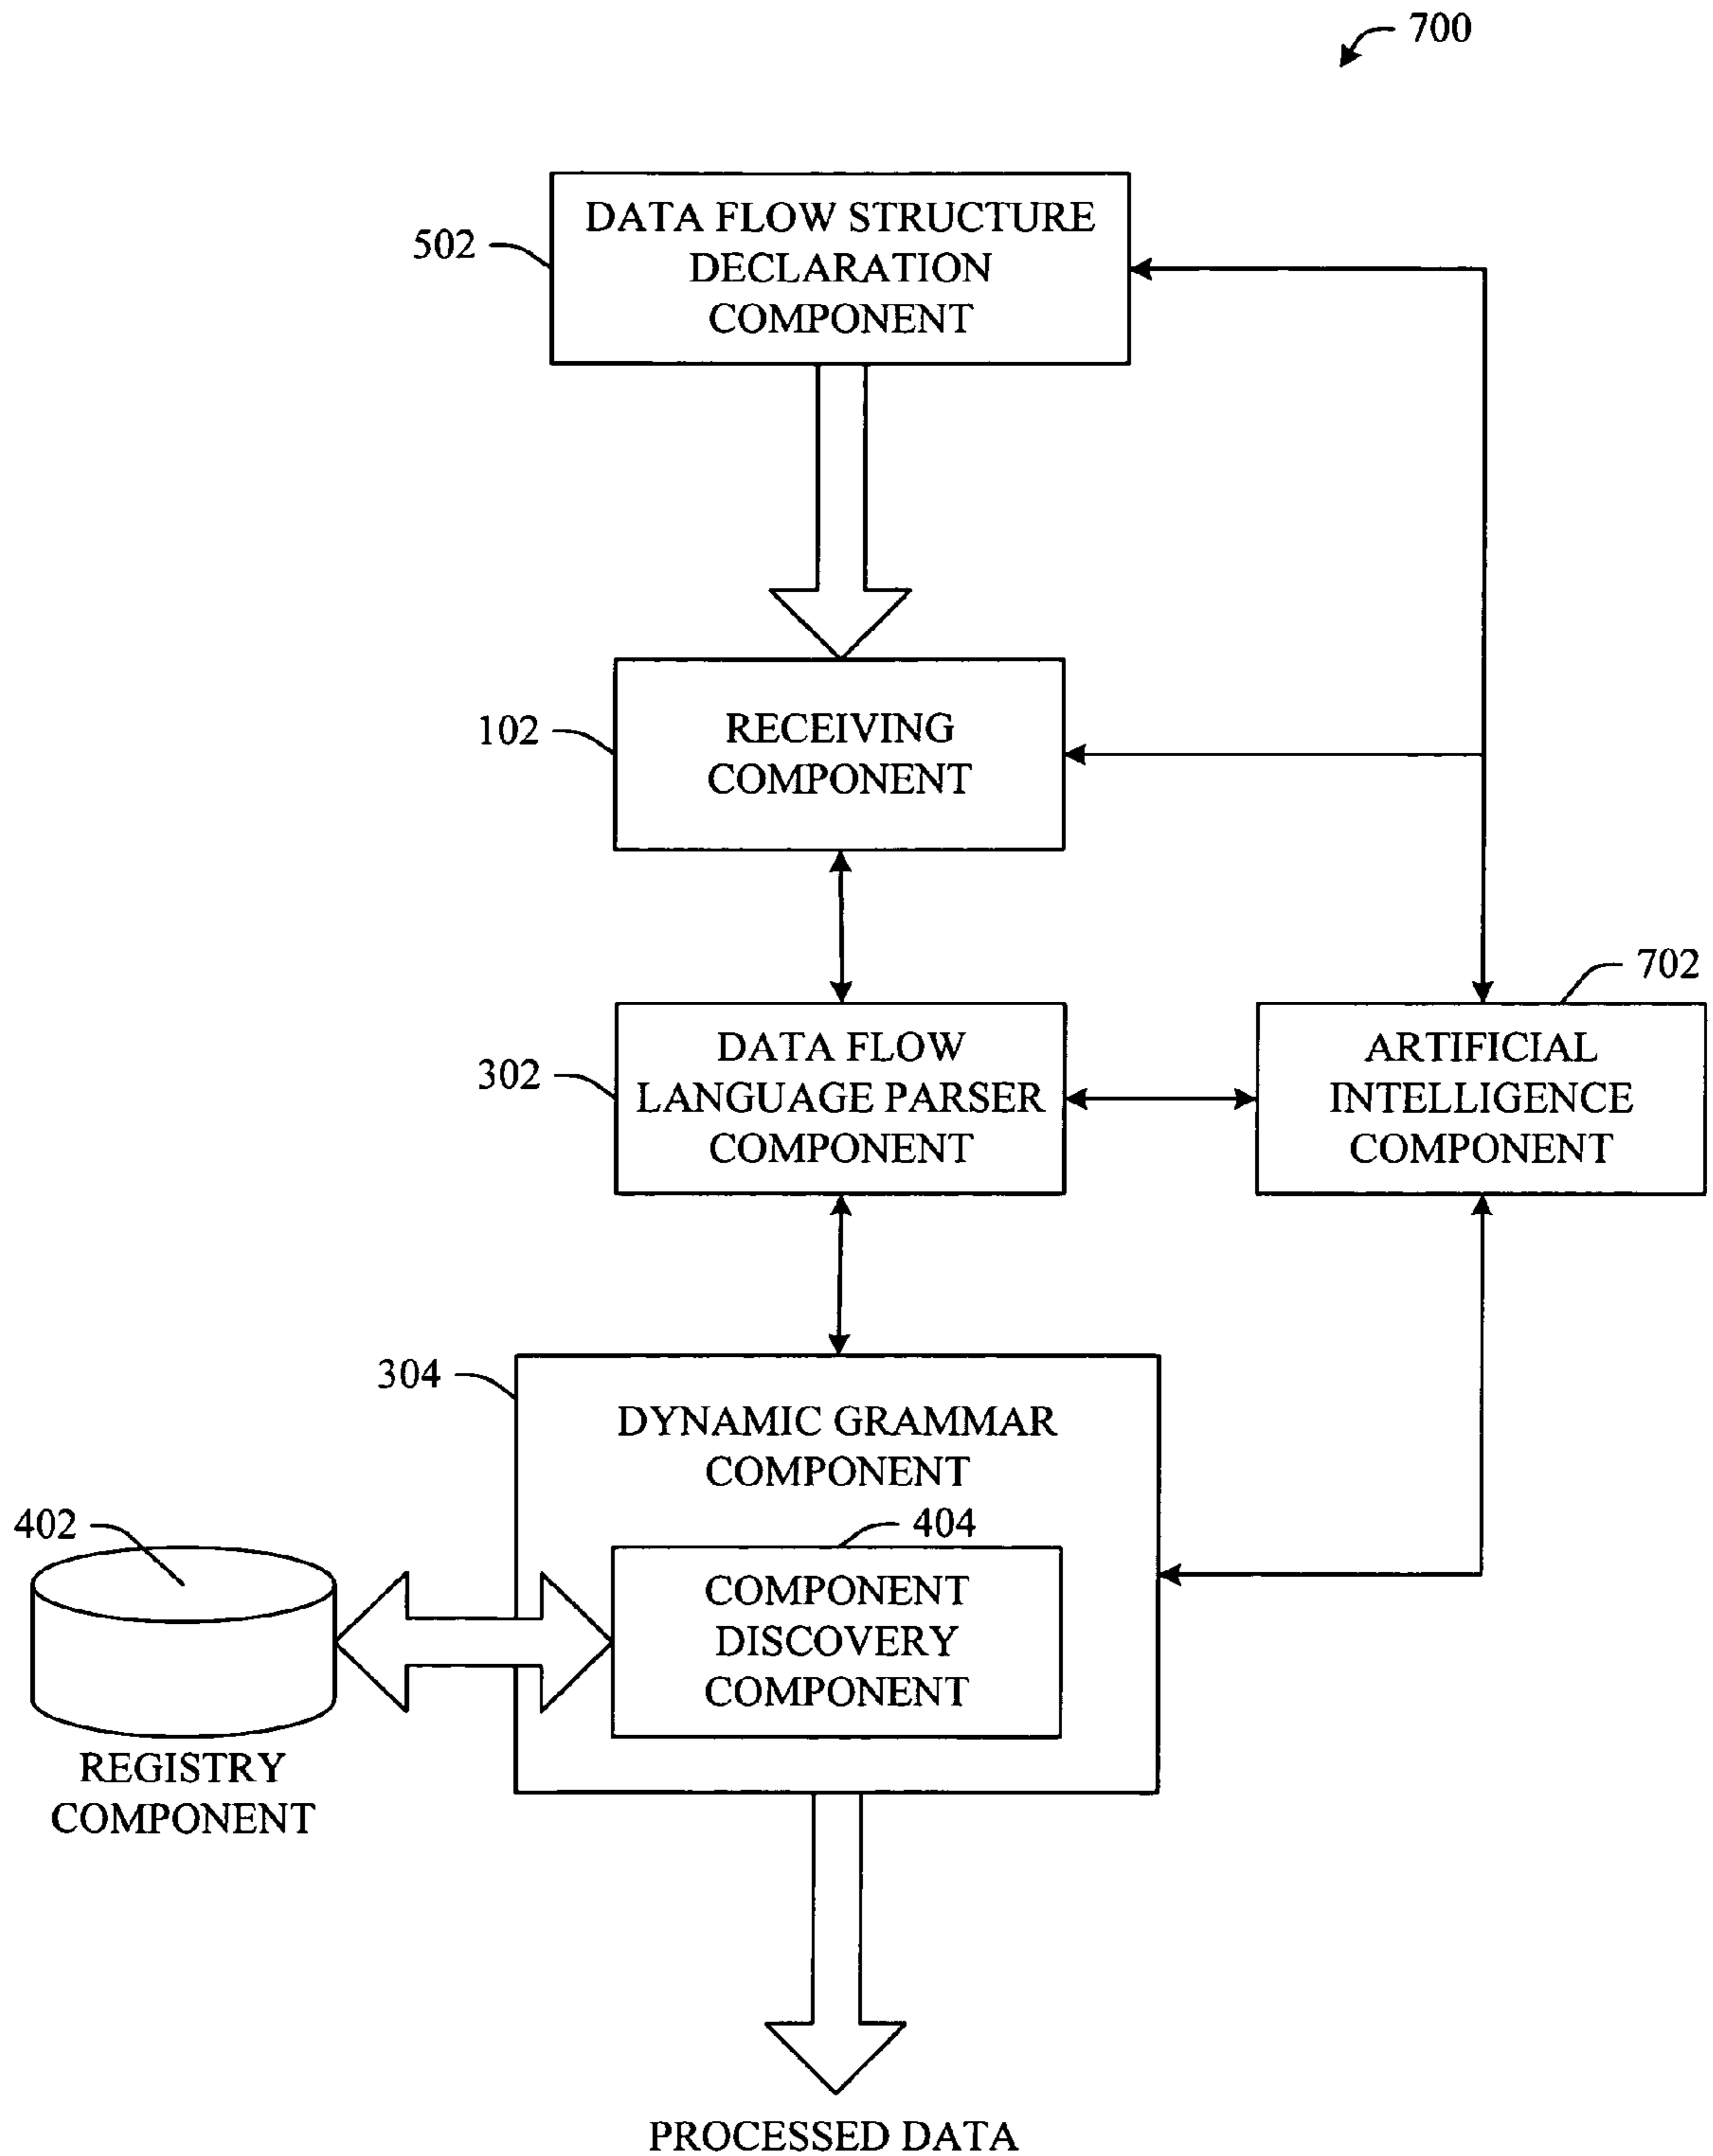 700
DATA FLOW STRUCTURE
DECLARATION
COMPONENT
502
RECEIVING
COMPONENT
102
702
DATA FLOW
LANGUAGE PARSER
COMPONENT
302
ARTIFICIAL
INTELLIGENCE
COMPONENT
304
DYNAMIC GRAMMAR
COMPONENT
402
404
COMPONENT
DISCOVERY
COMPONENT
REGISTRY
COMPONENT
PROCESSED DATA